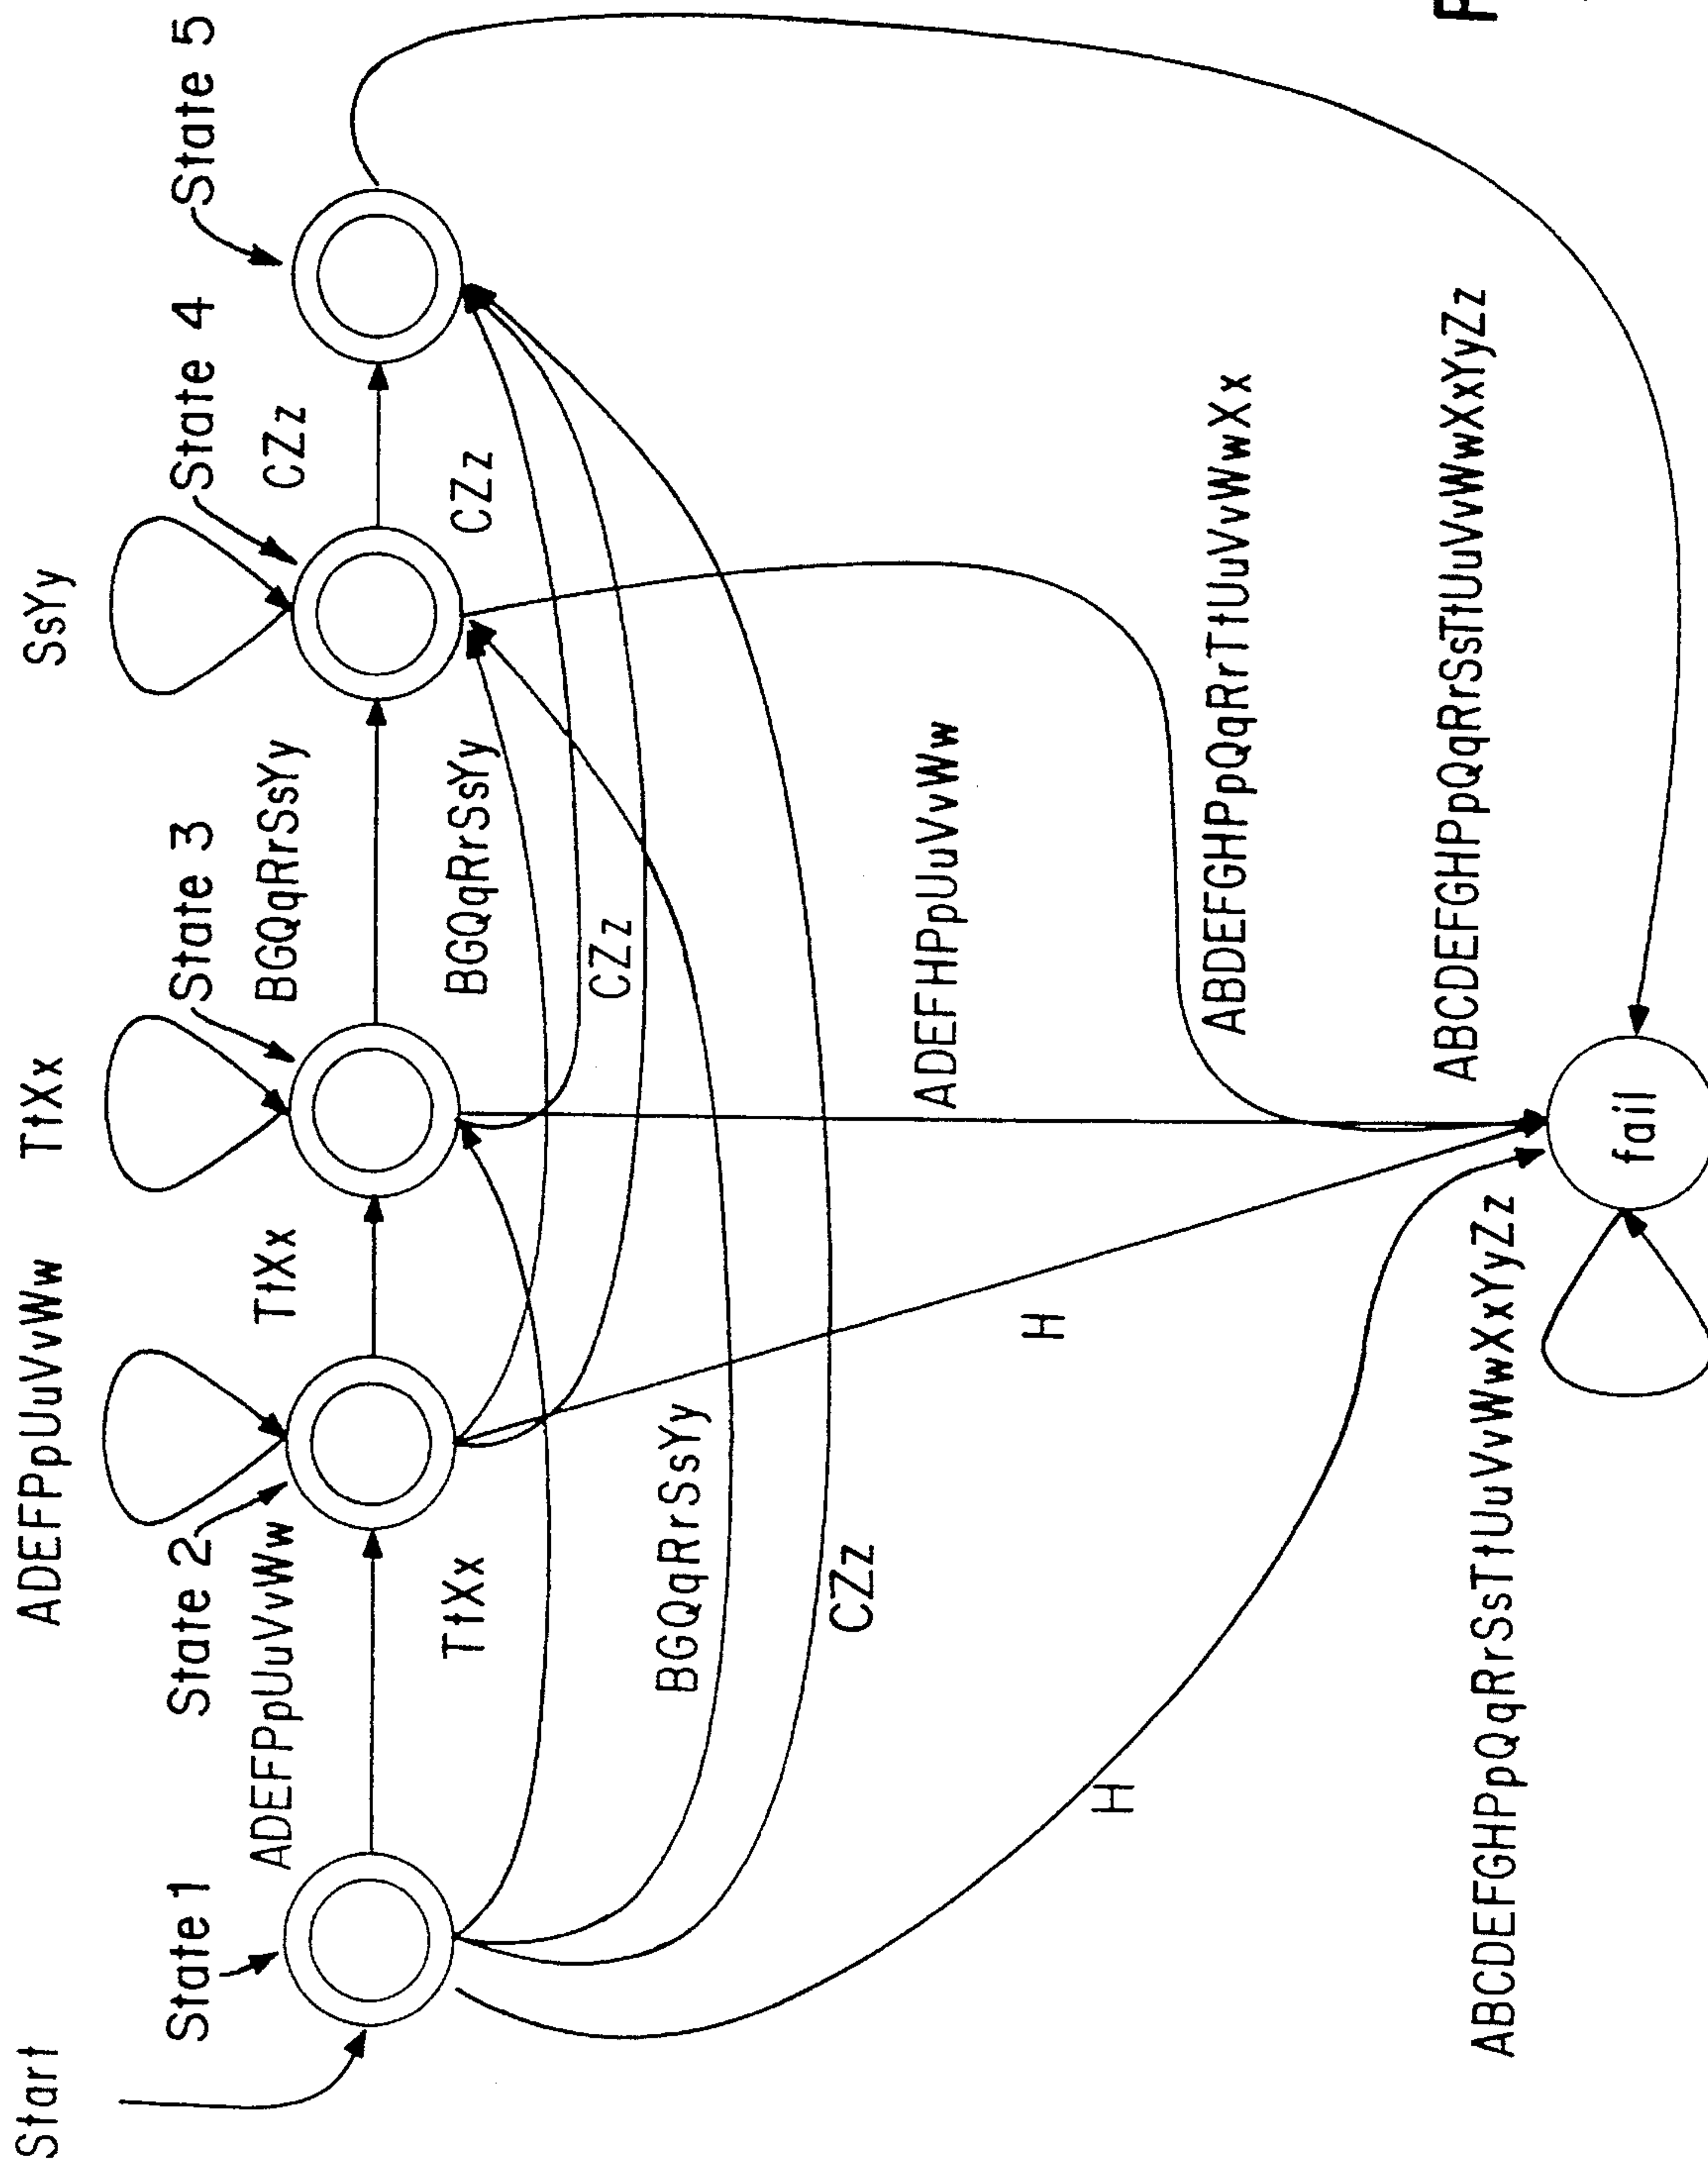 Start
ADEFPpUuVvWw
TtXx
SsYy
State 1
State 2
State 3
State 4
State 5
ADEFPpUuVvWw
TtXx
BGQqRrSsYy
CZz
TtXx
BGQqRrSsYy
CZz
CZz
BGQqRrSsYy
CZz
ADEFHPpUuVvWw
H
H
ABDEFGHPpQqRrTtUuVvWwXx
ABCDEFGHPpQqRrSsTtUuVvWwXxYyZz
ABCDEFGHPpQqRrSsTtUuVvWwXxYyZz
fail